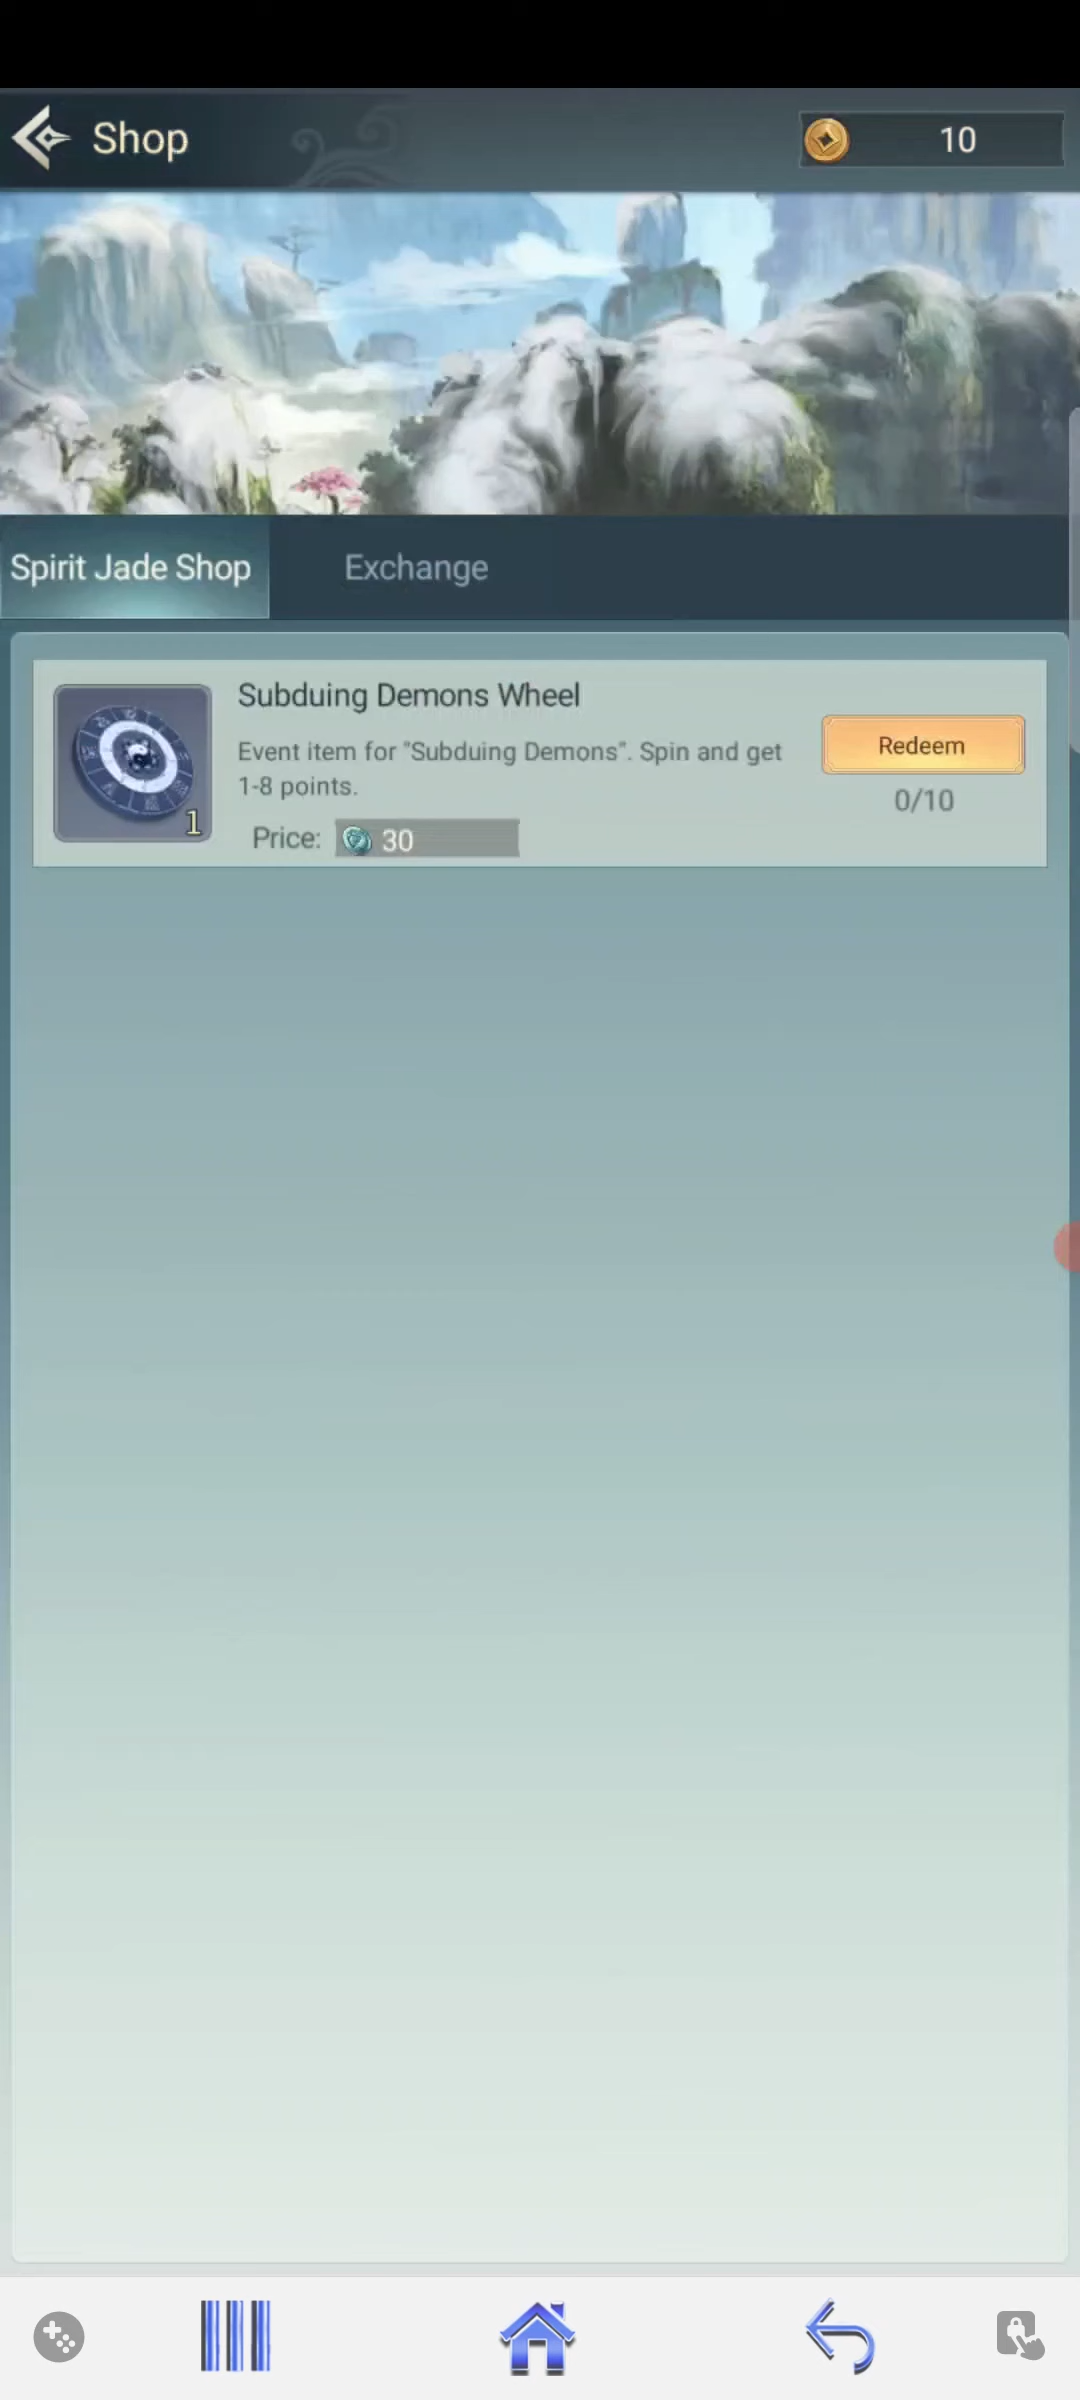 Shop
10
Spirit Jade Shop
Exchange
Subduing Demons Wheel
Event item for "Subduing Demons". Spin and get
1-8 points.
Redeem
0/10
1
Price: 30